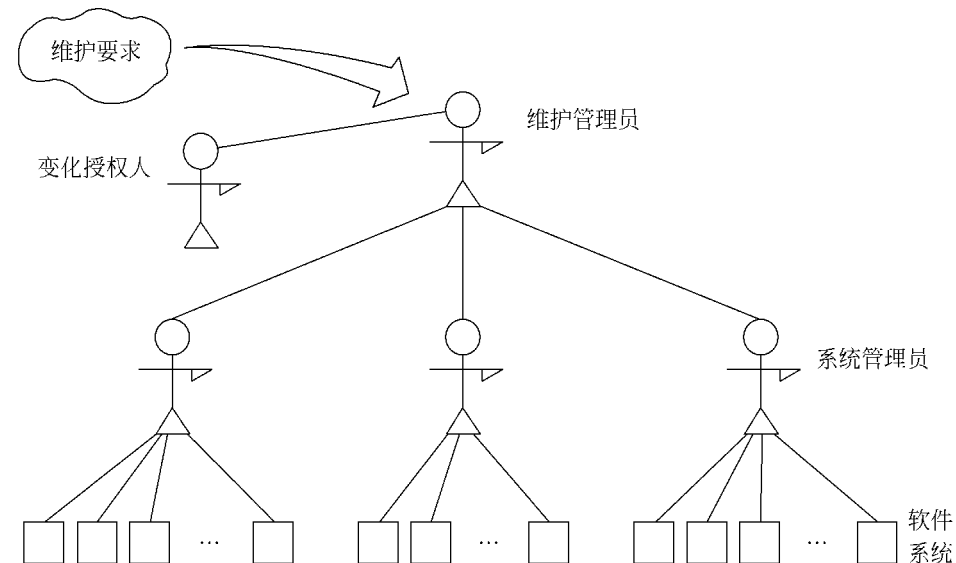 维护要求
维护管理员
变化授权人
系统管理员
… … …
软件
系统